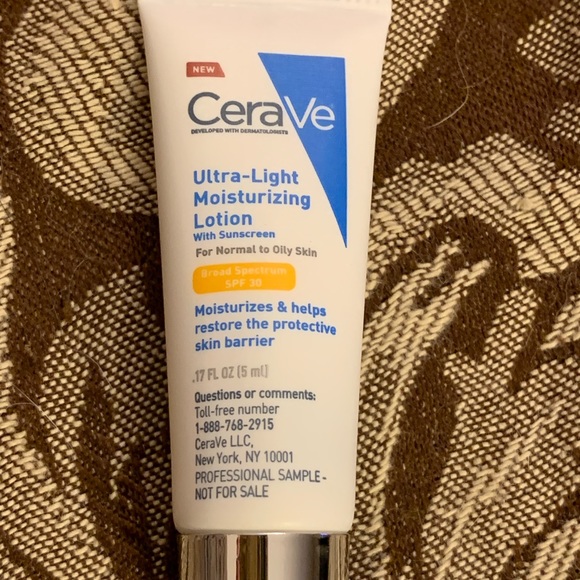 NEW
CeraVe
DEVELOPED WITH DERMATOLOGISTS
Ultra-Light
Moisturizing
Lotion
With Sunscreen
For Normal to Oily Skin
Broad Spectrum
SPF 30
Moisturizes & helps
restore the protective
skin barrier
.17 FL OZ (5 ml)
Questions or comments:
Toll-free number
1-888-768-2915
CeraVe LLC,
New York, NY 10001
PROFESSIONAL SAMPLE-
NOT FOR SALE